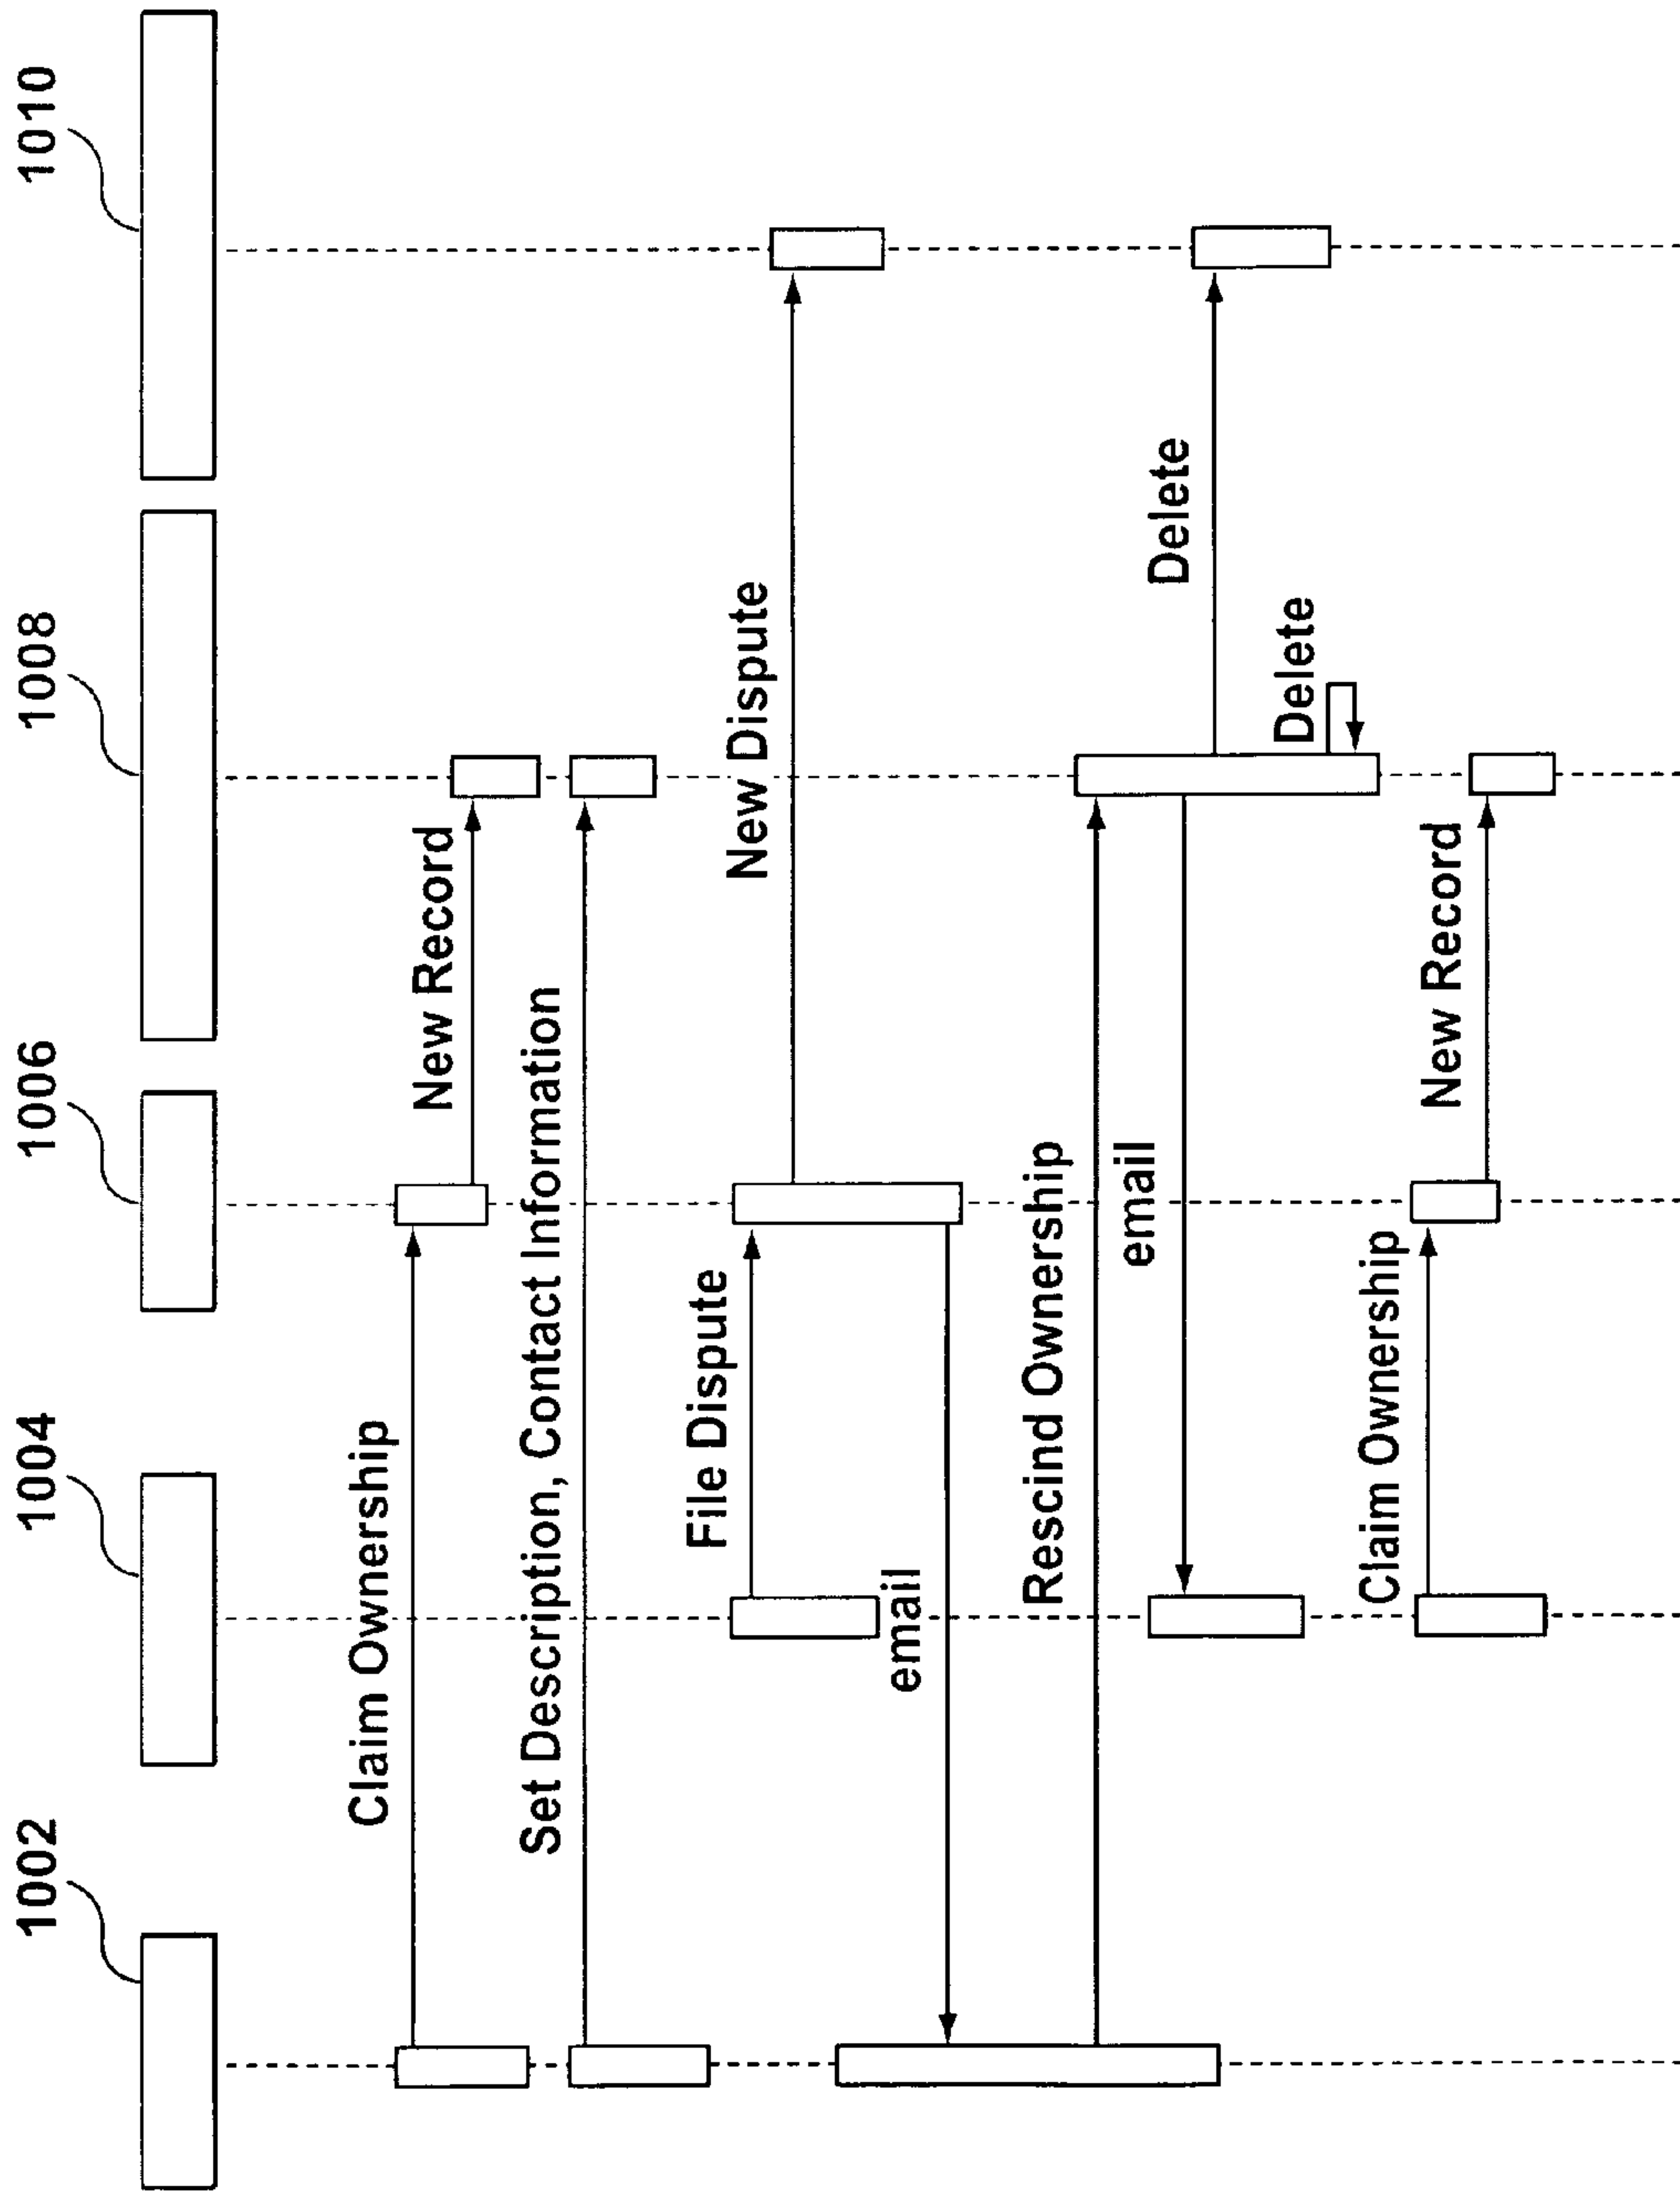 1002
1004
1006
1008
1010
Claim Ownership
New Record
Set Description, Contact Information
File Dispute
New Dispute
email
Rescind Ownership
email
Delete
Delete
Claim Ownership
New Record